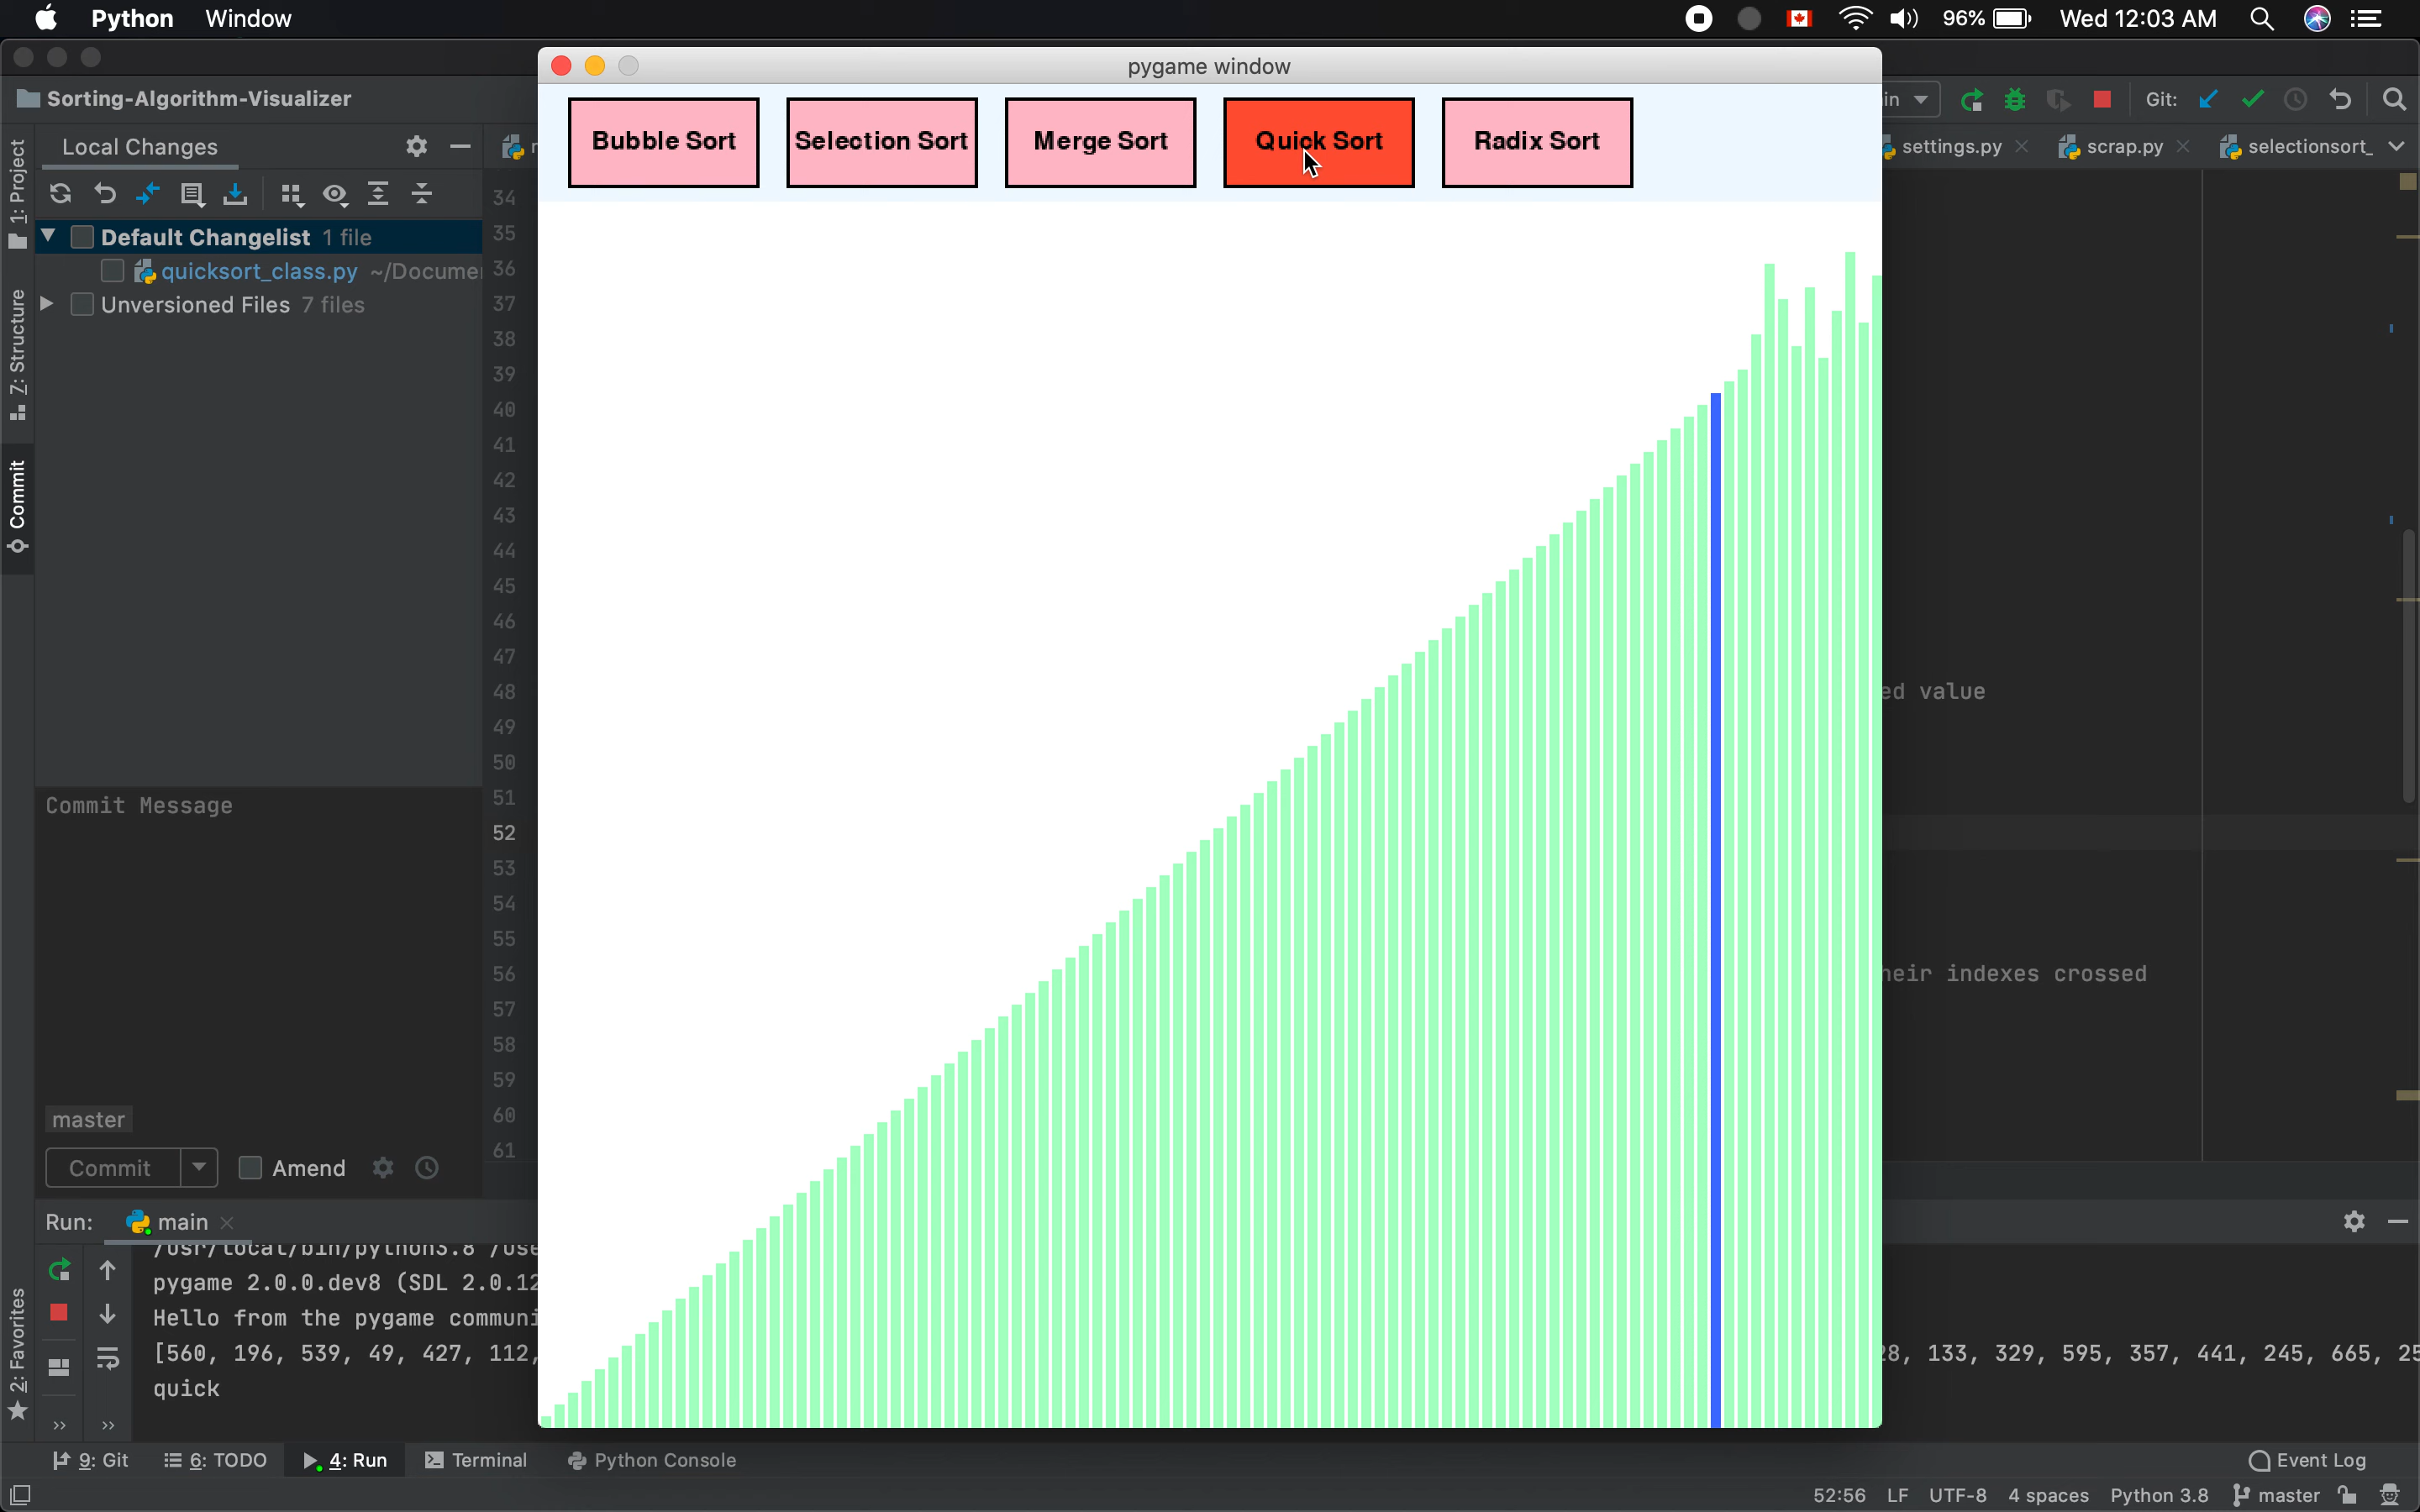 Python Window 96% Wed 12:03 AM
pygame window
Sorting-Algorithm-Visualizer
Git:
Bubble Sort Selection Sort Merge Sort Quick Sort Radix Sort
Local Changes
settings.py scrap.py selectionsort_
1: Project
Z: Structure
Commit
2: Favorites
Default Changelist 1 file
quicksort_class.py ~/Documen
Unversioned Files 7 files
34
35
36
37
38
39
40
41
42
43
44
45
46
47
48
49
50
51
52
53
54
55
56
57
58
59
60
61
value
indexes crossed
Commit Message
master
Commit Amend
Run: main
/usr/local/bin/python3.8
pygame 2.0.0.dev8 (SDL 2.0.12
Hello from the pygame
[560, 196, 539, 49, 427, 112,
28, 133, 329, 595, 357, 441, 245, 665,
quick
9: Git 6: TODO 4: Run Terminal Python Console Event Log
52:56 LF UTF-8 4 spaces Python 3.8 master